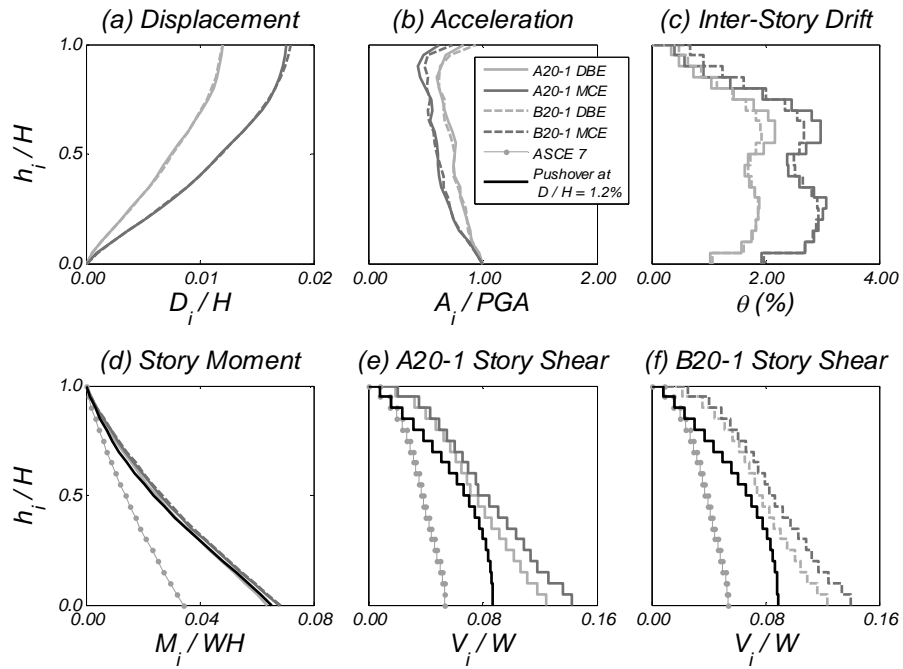 (a) Displacement
(b) Acceleration
(c) Inter-Story Drift
1.0
0.5
0.0
h_i / H
0.00
0.01
0.02
D_i / H
0.00
1.00
2.00
A_i / PGA
0.00
2.00
4.00
θ (%)
A20-1 DBE
A20-1 MCE
B20-1 DBE
B20-1 MCE
ASCE 7
Pushover at
D / H = 1.2%
(d) Story Moment
(e) A20-1 Story Shear
(f) B20-1 Story Shear
1.0
0.5
0.0
h_i / H
0.00
0.04
0.08
M_i / WH
0.00
0.08
0.16
V_i / W
0.00
0.08
0.16
V_i / W